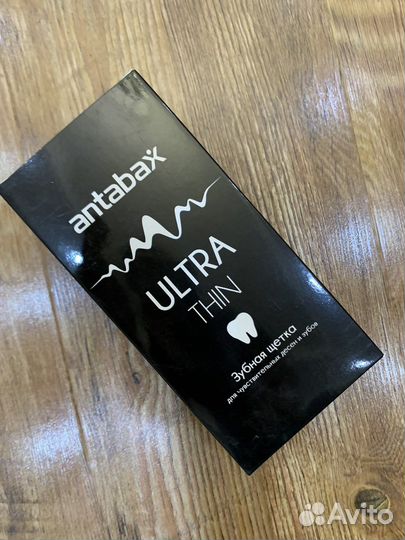 antabax
ULTRA
THIN
Зубная щетка
для чувствительных десен и зубов
Avito